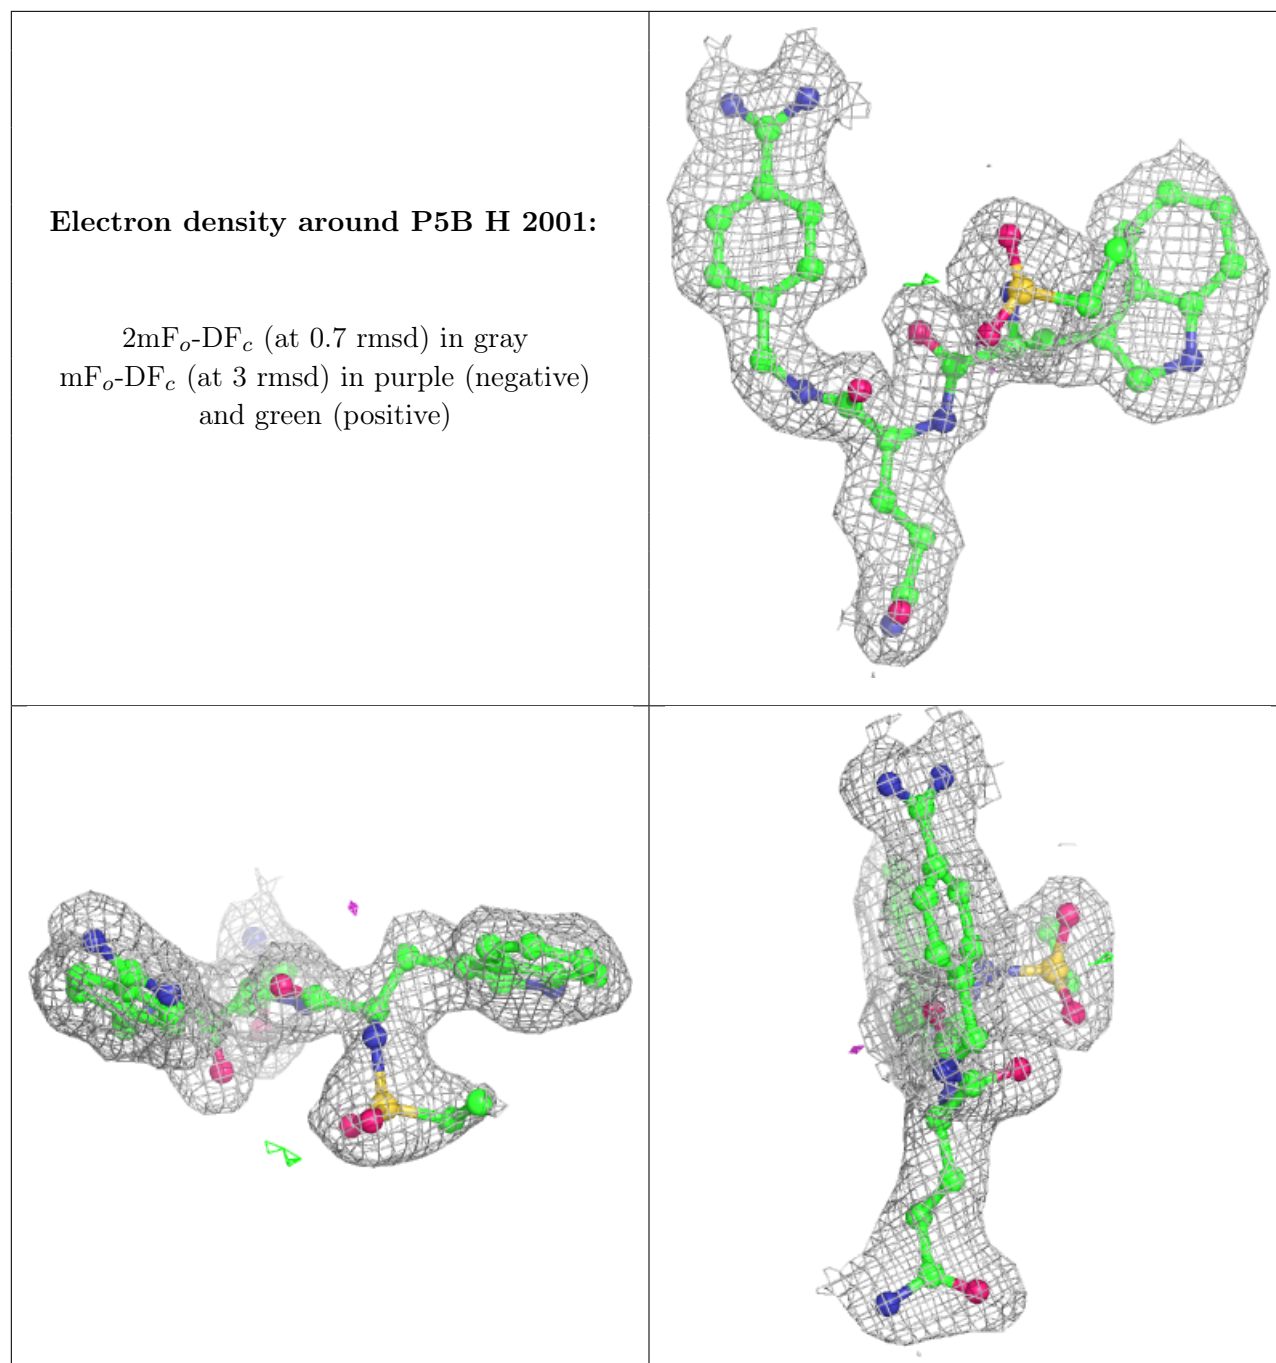 Electron density around P5B H 2001:
2mFo-DFc (at 0.7 rmsd) in gray
mFo-DFc (at 3 rmsd) in purple (negative)
and green (positive)